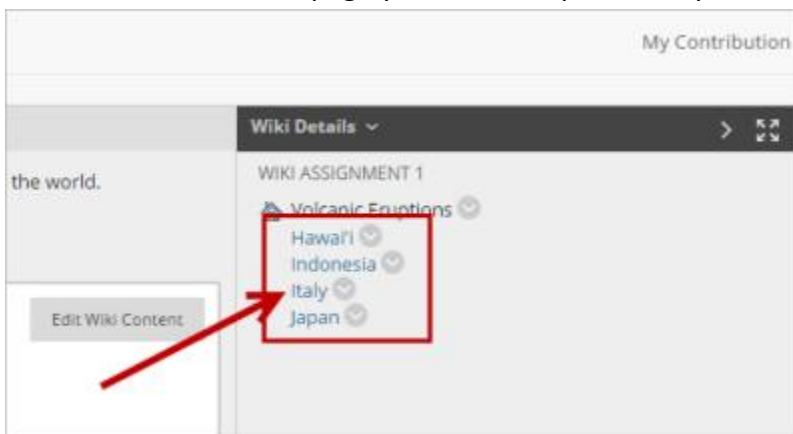 My Contribution
Wiki Details
the world.
WIKI ASSIGNMENT 1
Volcanic Eruptions
Hawai'i
Indonesia
Italy
Edit Wiki Content
Japan